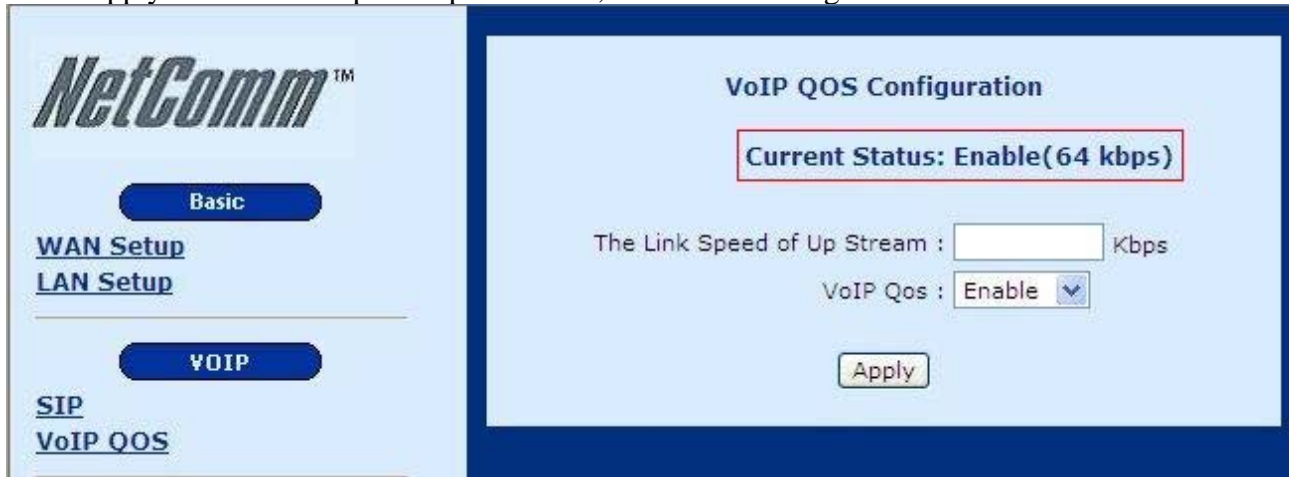 NetComm™
Basic
WAN Setup
LAN Setup
VOIP
SIP
VoIP QOS
VoIP QOS Configuration
Current Status: Enable(64 kbps)
The Link Speed of Up Stream : Kbps
VoIP Qos : Enable
Apply